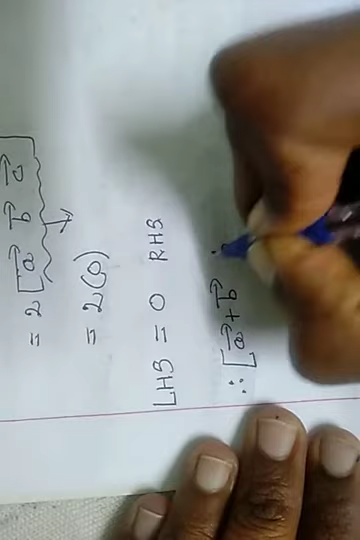 = 2 [a⃗ b⃗ c⃗]
= 2(0)
LHS = 0 RHS
∴ [a⃗+b⃗